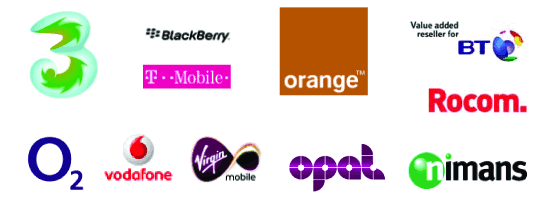 3
BlackBerry.
T··Mobile·
orange™
Value added
reseller for
BT
Rocom.
O2
vodafone
Virgin
mobile
opal
nimans